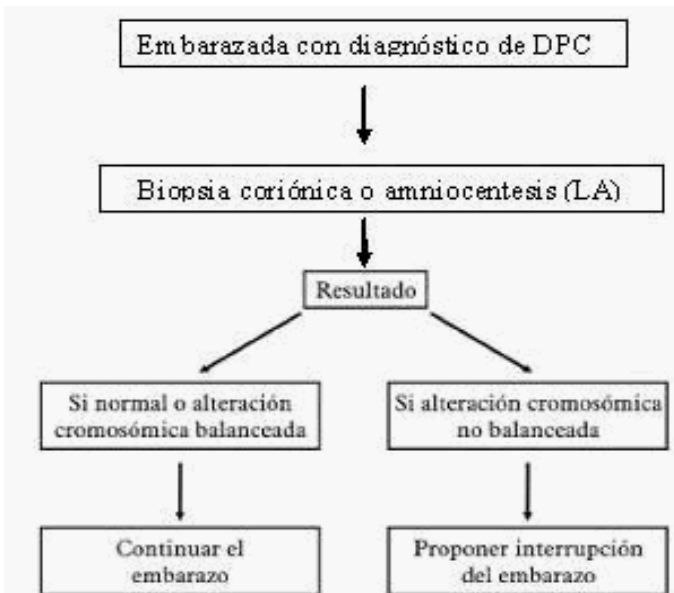 Embarazada con diagnóstico de DPC
Biopsia coriónica o amniocentesis (LA)
Resultado
Si normal o alteración
cromosómica balanceada
Si alteración cromosómica
no balanceada
Continuar el
embarazo
Proponer interrupción
del embarazo